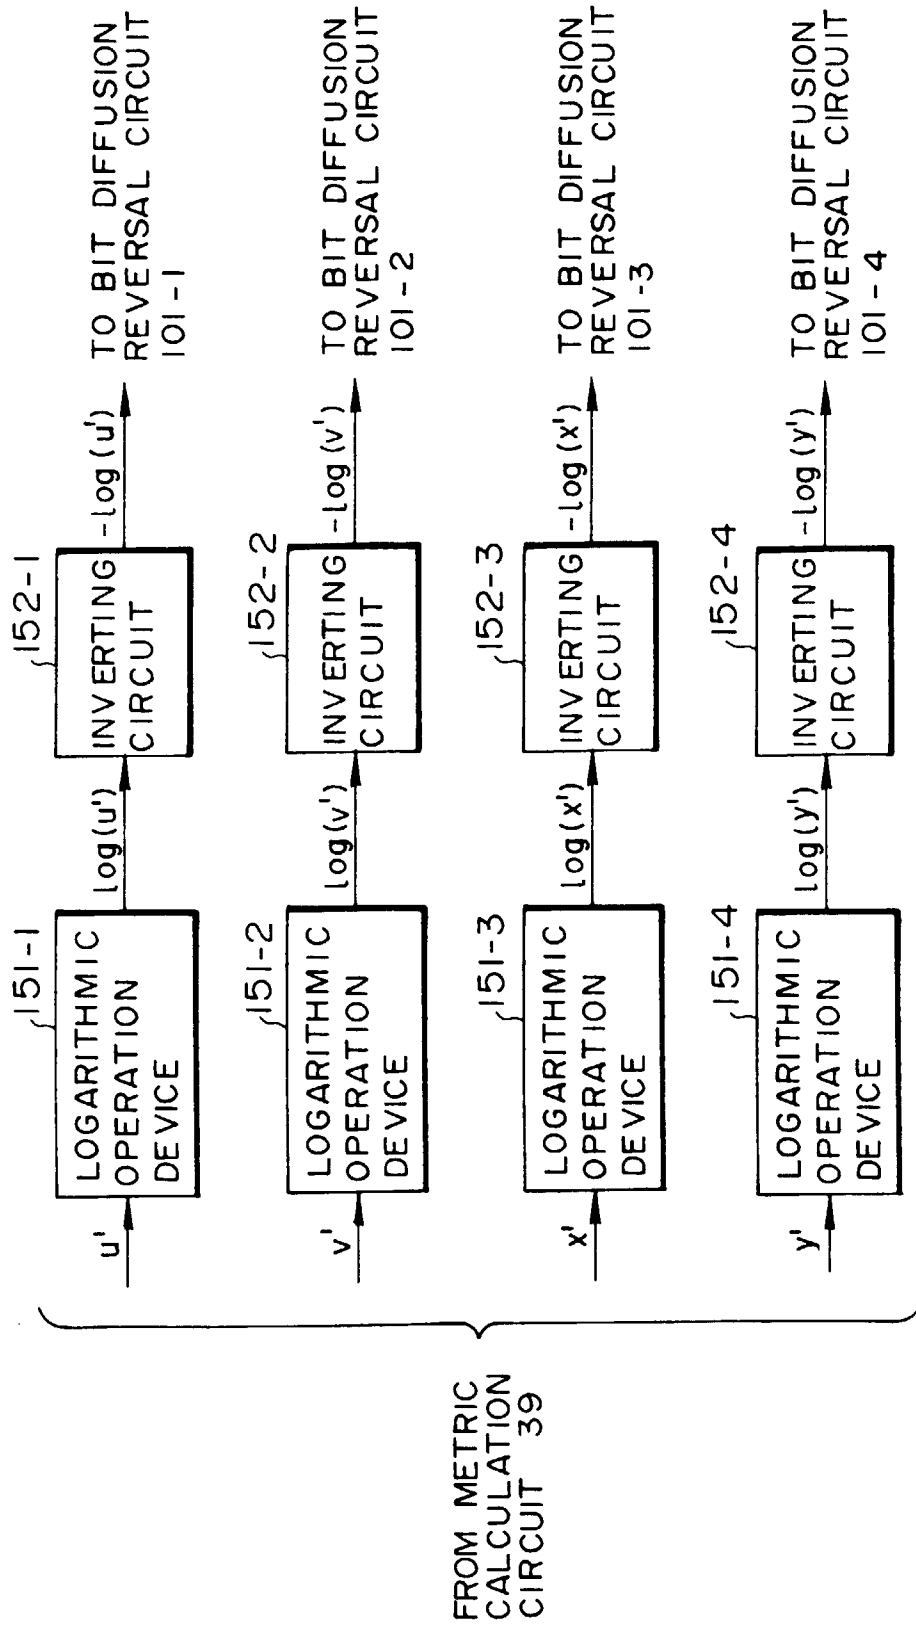 FROM METRIC
CALCULATION
CIRCUIT 39
u'
151-1
LOGARITHMIC
OPERATION
DEVICE
log(u')
152-1
INVERTING
CIRCUIT
-log(u')
TO BIT DIFFUSION
REVERSAL CIRCUIT
101-1
v'
151-2
LOGARITHMIC
OPERATION
DEVICE
log(v')
152-2
INVERTING
CIRCUIT
-log(v')
TO BIT DIFFUSION
REVERSAL CIRCUIT
101-2
x'
151-3
LOGARITHMIC
OPERATION
DEVICE
log(x')
152-3
INVERTING
CIRCUIT
-log(x')
TO BIT DIFFUSION
REVERSAL CIRCUIT
101-3
y'
151-4
LOGARITHMIC
OPERATION
DEVICE
log(y')
152-4
INVERTING
CIRCUIT
-log(y')
TO BIT DIFFUSION
REVERSAL CIRCUIT
101-4